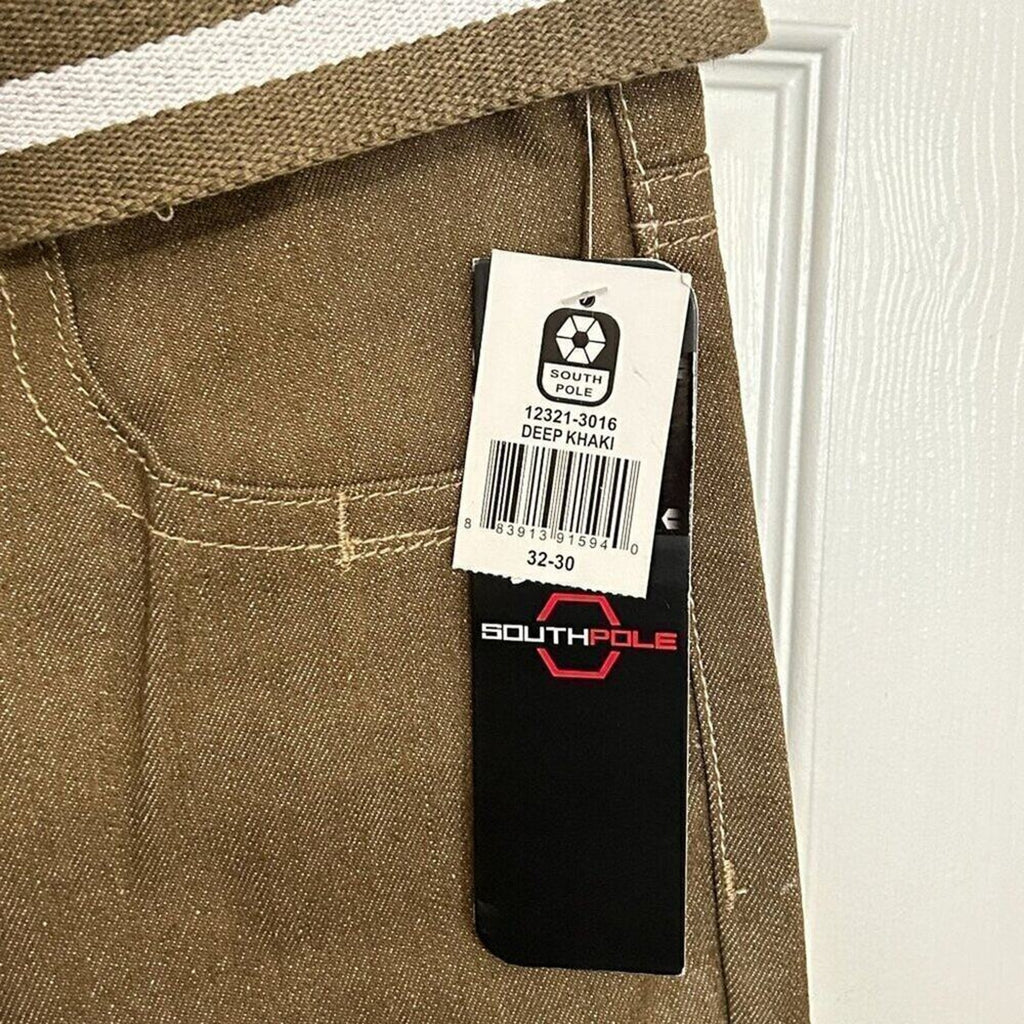 SOUTH
POLE
12321-3016
DEEP KHAKI
8 83913 91594 0
32-30
SOUTHPOLE